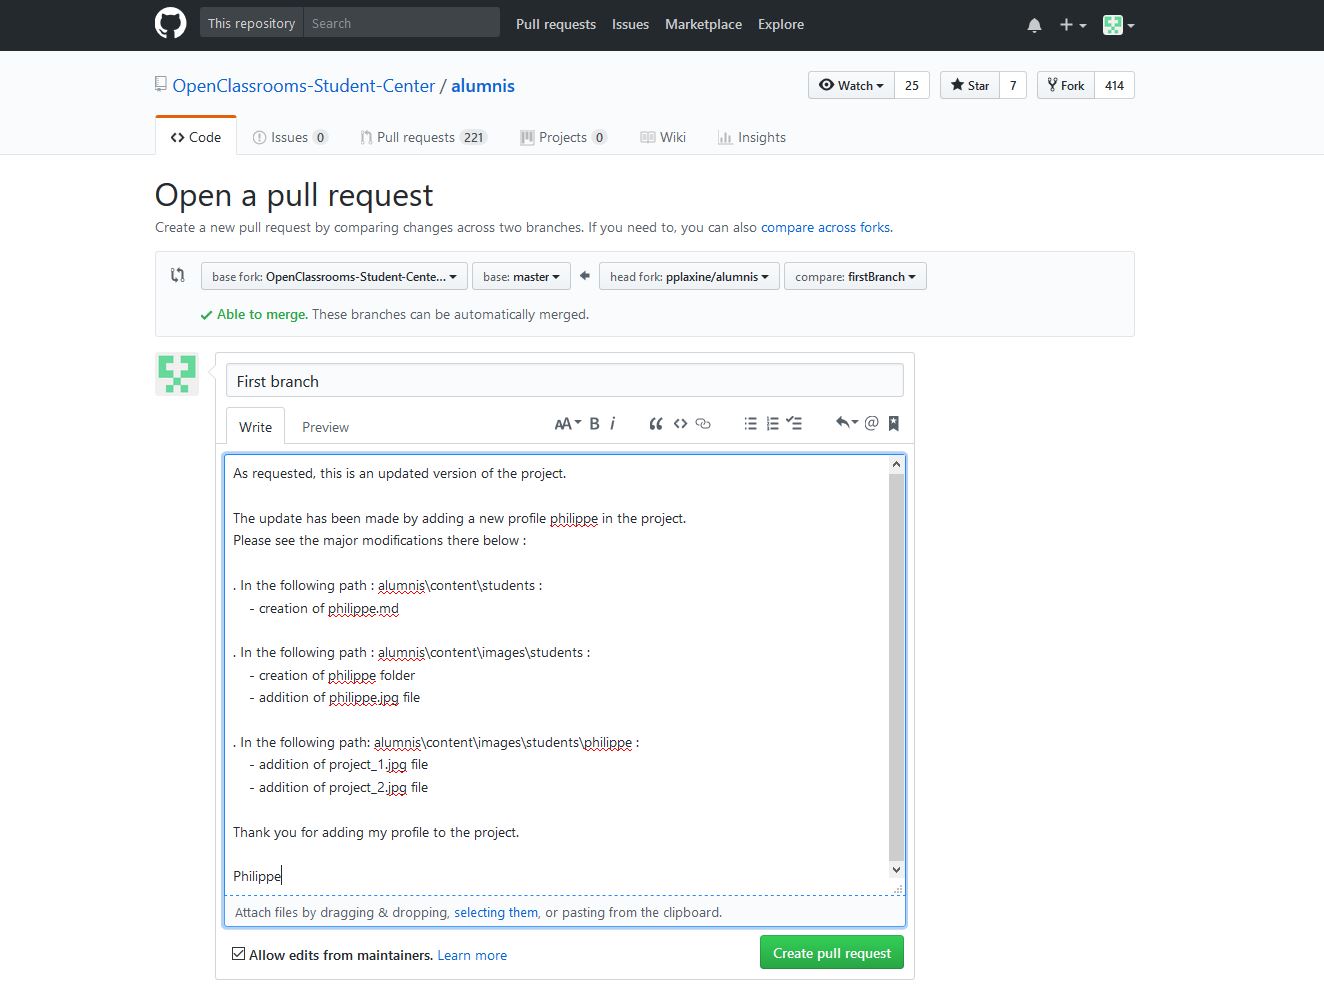 This repository Search Pull requests Issues Marketplace Explore
OpenClassrooms-Student-Center / alumnis Watch 25 Star 7 Fork 414
Code Issues 0 Pull requests 221 Projects 0 Wiki Insights
Open a pull request
Create a new pull request by comparing changes across two branches. If you need to, you can also compare across forks.
base fork: OpenClassrooms-Student-Cente... base: master head fork: pplaxine/alumnis compare: firstBranch
Able to merge. These branches can be automatically merged.
First branch
Write Preview AA B i
As requested, this is an updated version of the project.
The update has been made by adding a new profile philippe in the project.
Please see the major modifications there below :
. In the following path : alumnis\content\students :
- creation of philippe.md
. In the following path : alumnis\content\images\students :
- creation of philippe folder
- addition of philippe.jpg file
. In the following path: alumnis\content\images\students\philippe :
- addition of project_1.jpg file
- addition of project_2.jpg file
Thank you for adding my profile to the project.
Philippe
Attach files by dragging & dropping, selecting them, or pasting from the clipboard.
Allow edits from maintainers. Learn more Create pull request